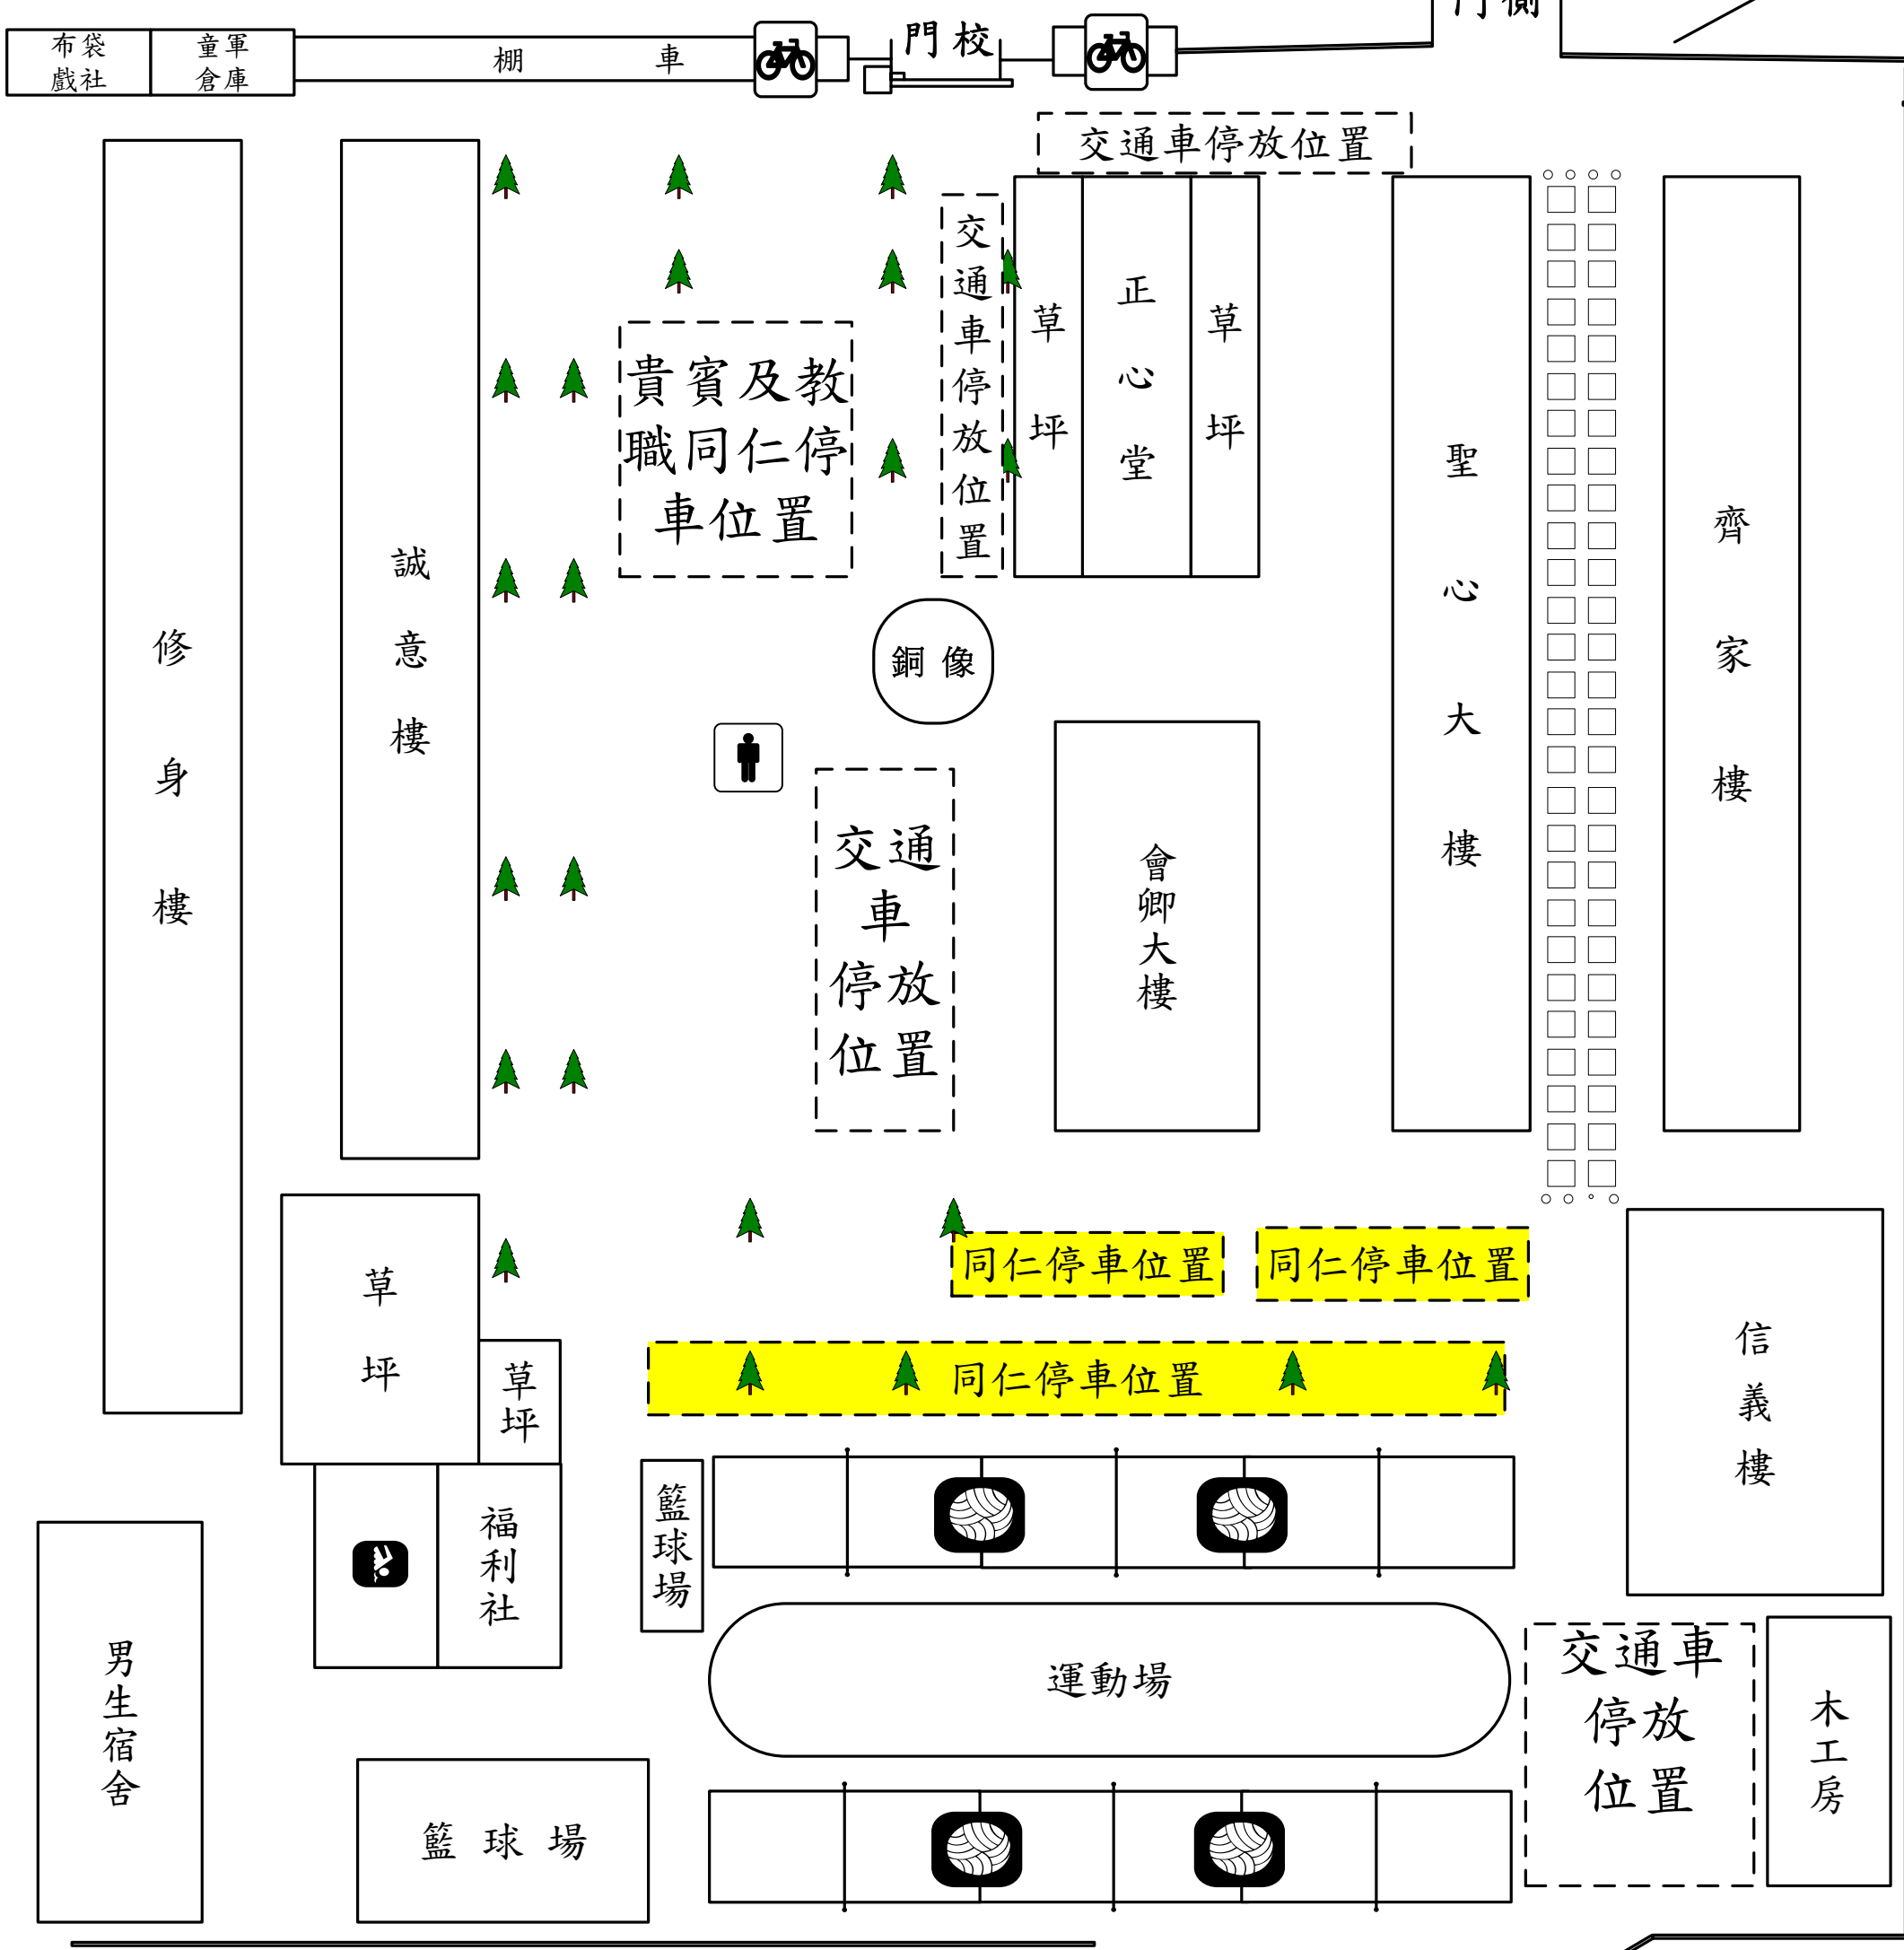 門側
門校
布袋
戲社
童軍
倉庫
棚車
交通車停放位置
交通車停放位置
草坪
正心堂
草坪
貴賓及教
職同仁停
車位置
聖心大樓
齊家樓
誠意樓
修身樓
銅像
交通
車
停放
位置
會卿大樓
同仁停車位置
同仁停車位置
同仁停車位置
草坪
草坪
信義樓
籃球場
福利社
男生宿舍
運動場
交通車
停放
位置
木工房
籃球場